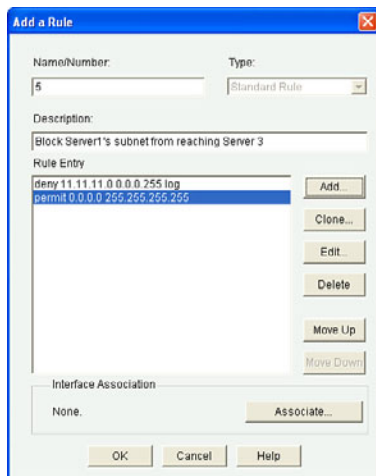 Add a Rule
Name/Number: Type:
5 Standard Rule
Description:
Block Server1's subnet from reaching Server 3
Rule Entry
deny 11.11.11.0 0.0.0.255 log
permit 0.0.0.0 255.255.255.255
Add...
Clone...
Edit...
Delete
Move Up
Move Down
Interface Association
None. Associate...
OK Cancel Help